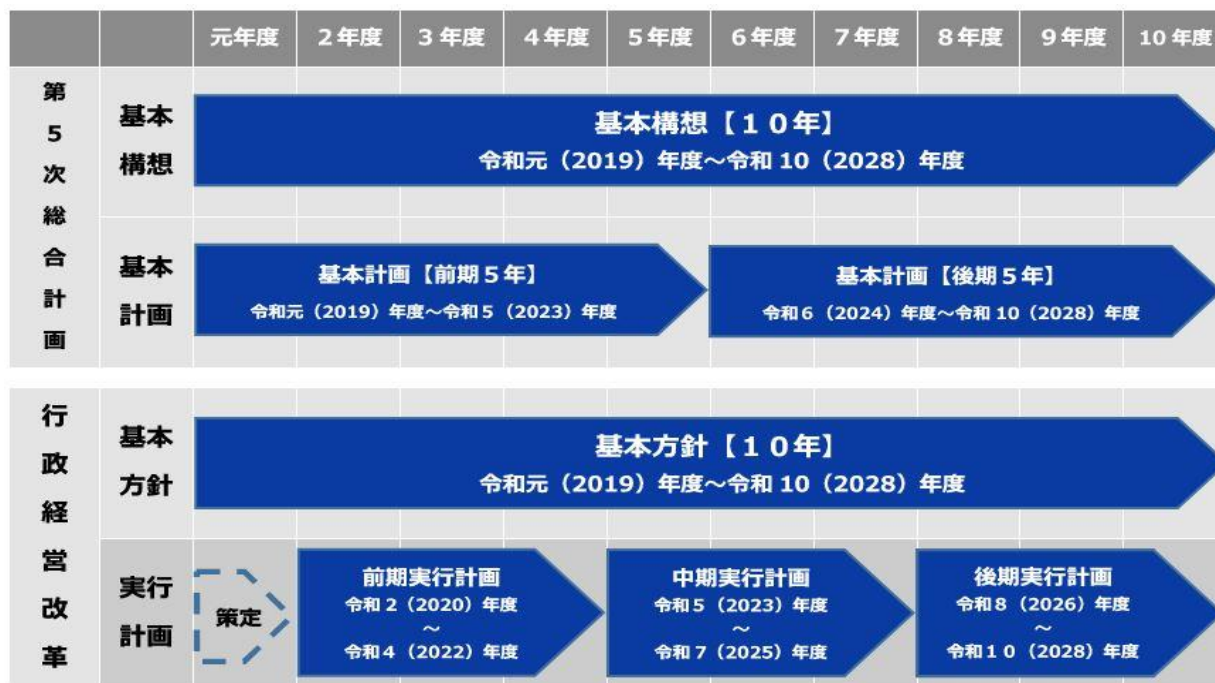 元年度 2年度 3年度 4年度 5年度 6年度 7年度 8年度 9年度 10年度
第5次総合計画
基本
構想
基本構想【10年】
令和元（2019）年度～令和10（2028）年度
基本
計画
基本計画【前期5年】
令和元（2019）年度～令和5（2023）年度
基本計画【後期5年】
令和6（2024）年度～令和10（2028）年度
行政経営改革
基本
方針
基本方針【10年】
令和元（2019）年度～令和10（2028）年度
実行
計画
策定
前期実行計画
令和2（2020）年度
～
令和4（2022）年度
中期実行計画
令和5（2023）年度
～
令和7（2025）年度
後期実行計画
令和8（2026）年度
～
令和10（2028）年度